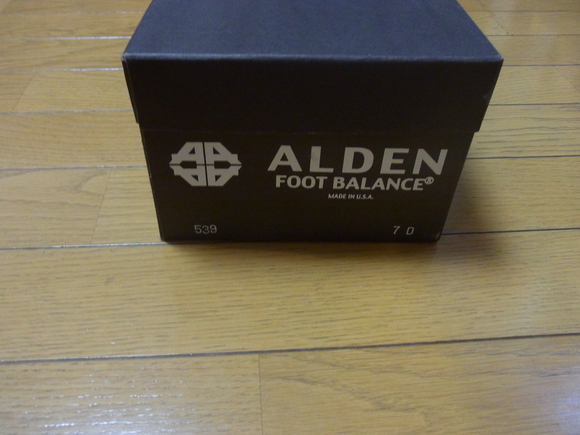 ALDEN
FOOT BALANCE®
MADE IN U.S.A.
539 7 D